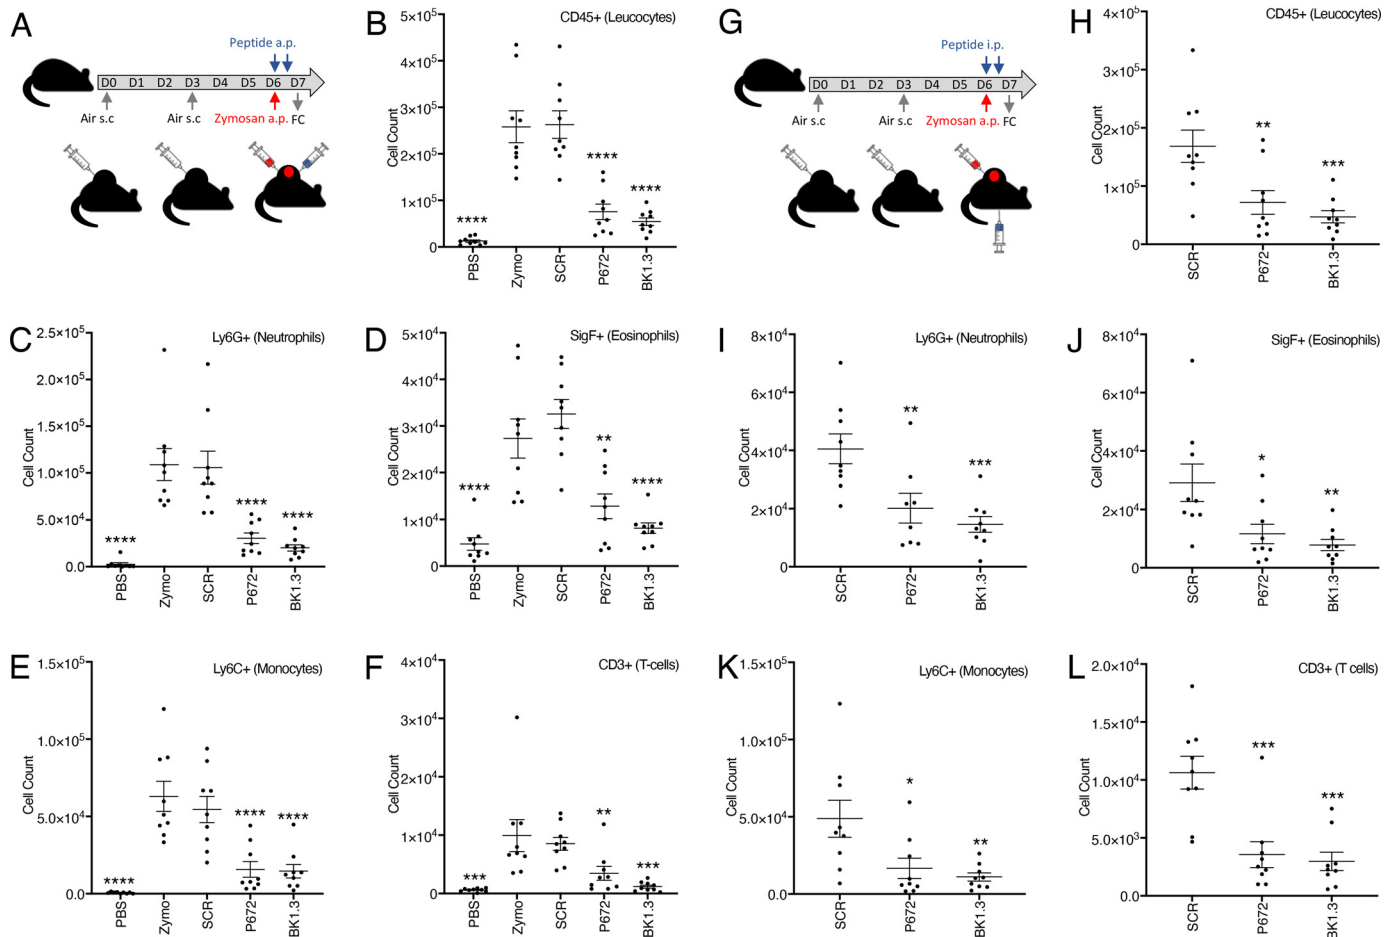 A
Peptide a.p.
D0 D1 D2 D3 D4 D5 D6 D7
Air s.c Air s.c Zymosan a.p. FC
B
CD45+ (Leucocytes)
Cell Count
5×10⁵
4×10⁵
3×10⁵
2×10⁵
1×10⁵
0
**** **** ****
PBS Zymo SCR P672 BK1.3
G
Peptide i.p.
D0 D1 D2 D3 D4 D5 D6 D7
Air s.c Air s.c Zymosan a.p. FC
H
CD45+ (Leucocytes)
Cell Count
4×10⁵
3×10⁵
2×10⁵
1×10⁵
0
** ***
SCR P672 BK1.3
C
Ly6G+ (Neutrophils)
Cell Count
2.5×10⁵
2.0×10⁵
1.5×10⁵
1.0×10⁵
5.0×10⁴
0.0
**** **** ****
PBS Zymo SCR P672 BK1.3
D
SigF+ (Eosinophils)
Cell Count
5×10⁴
4×10⁴
3×10⁴
2×10⁴
1×10⁴
0
**** ** ****
PBS Zymo SCR P672 BK1.3
I
Ly6G+ (Neutrophils)
Cell Count
8×10⁴
6×10⁴
4×10⁴
2×10⁴
0
** ***
SCR P672 BK1.3
J
SigF+ (Eosinophils)
Cell Count
8×10⁴
6×10⁴
4×10⁴
2×10⁴
0
* **
SCR P672 BK1.3
E
Ly6C+ (Monocytes)
Cell Count
1.5×10⁵
1.0×10⁵
5.0×10⁴
0.0
**** **** ****
PBS Zymo SCR P672 BK1.3
F
CD3+ (T-cells)
Cell Count
4×10⁴
3×10⁴
2×10⁴
1×10⁴
0
*** ** ***
PBS Zymo SCR P672 BK1.3
K
Ly6C+ (Monocytes)
Cell Count
1.5×10⁵
1.0×10⁵
5.0×10⁴
0.0
* **
SCR P672 BK1.3
L
CD3+ (T cells)
Cell Count
2.0×10⁴
1.5×10⁴
1.0×10⁴
5.0×10³
0.0
*** ***
SCR P672 BK1.3